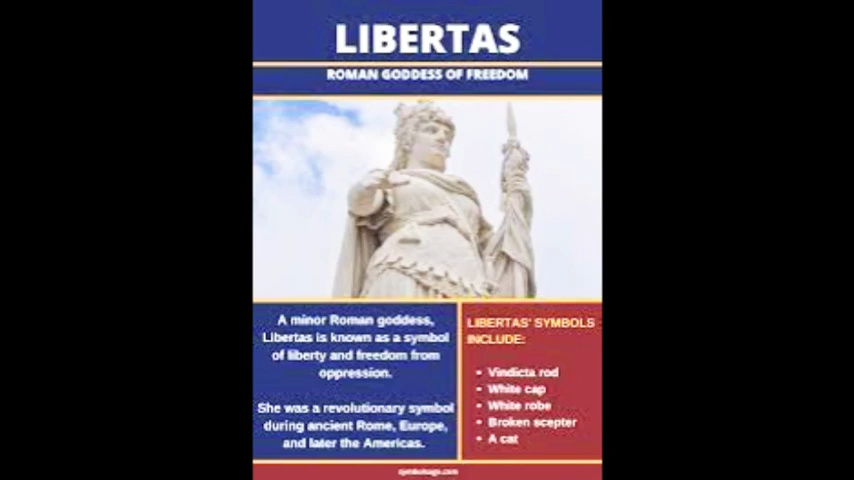 LIBERTAS
ROMAN GODDESS OF FREEDOM
A minor Roman goddess,
Libertas is known as a symbol
of liberty and freedom from
oppression.
She was a revolutionary symbol
during ancient Rome, Europe,
and later the Americas.
LIBERTAS' SYMBOLS
INCLUDE:
• Vindicta rod
• White cap
• White robe
• Broken scepter
• A cat
symbolsage.com